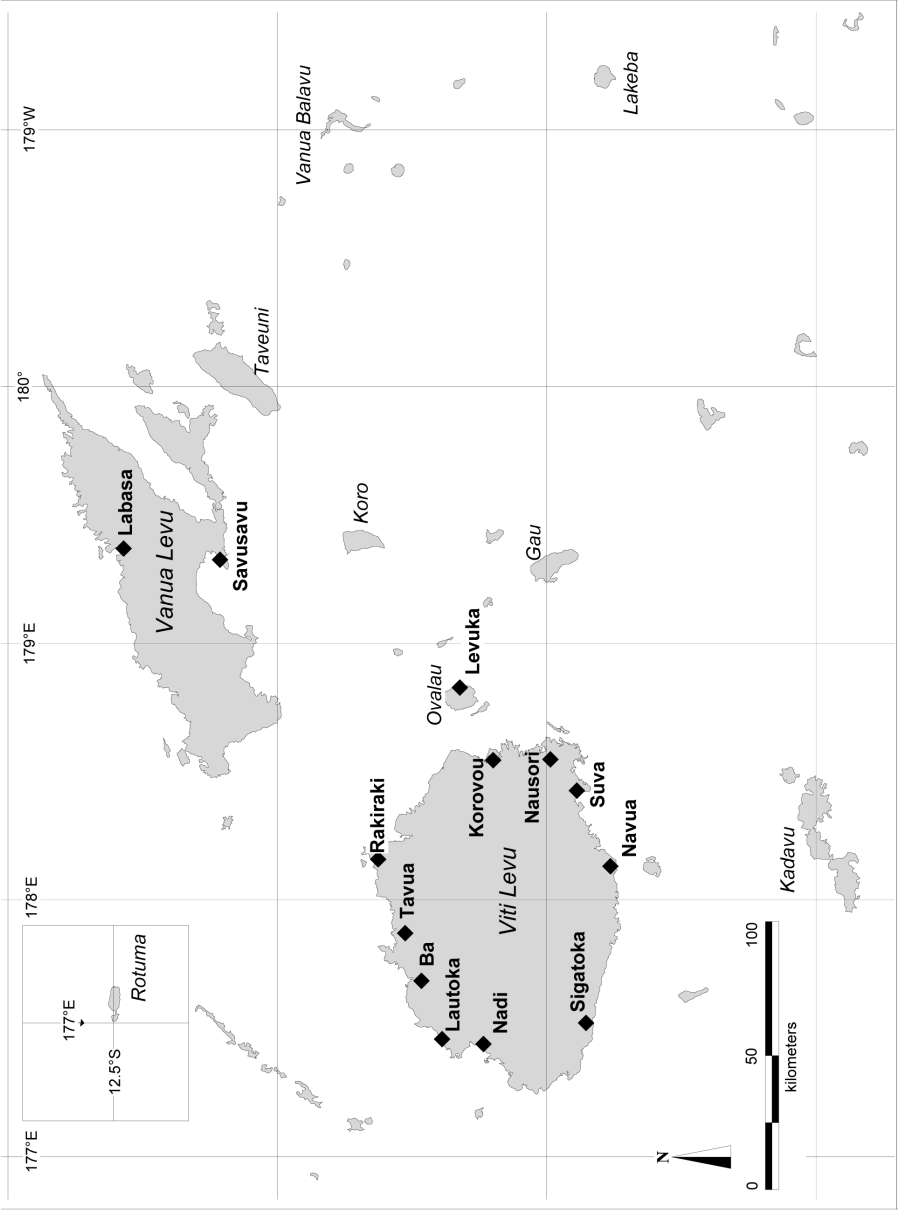 177°E
178°E
179°E
180°
179°W
177°E
12.5°S
Rotuma
Labasa
Vanua Levu
Savusavu
Taveuni
Vanua Balavu
Koro
Rakiraki
Tavua
Ba
Lautoka
Nadi
Ovalau
Levuka
Korovou
Viti Levu
Nausori
Gau
Suva
Sigatoka
Navua
Lakeba
Kadavu
N
0 50 100
kilometers